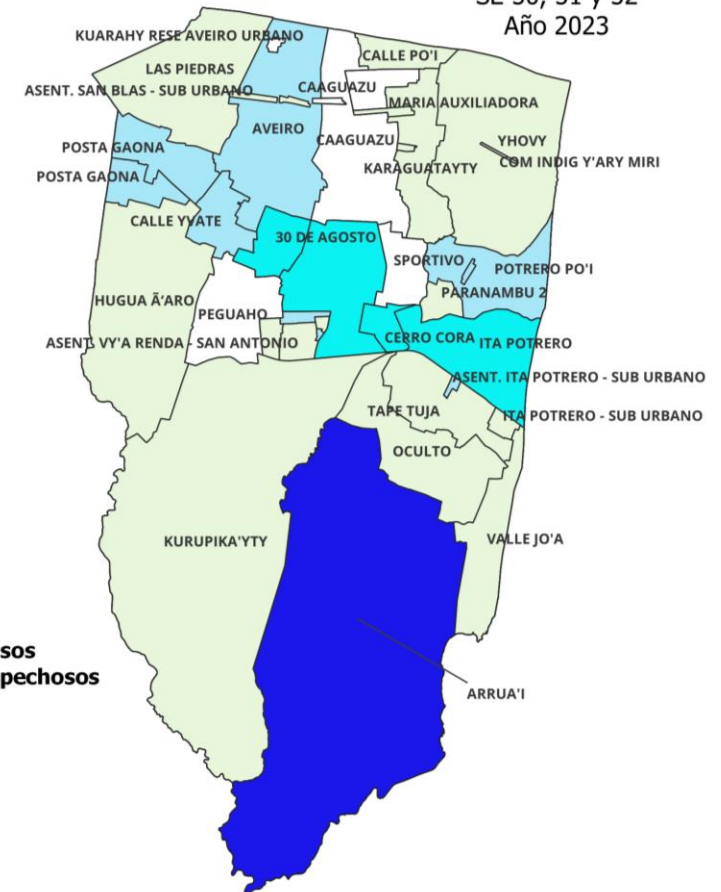 Año 2023
KUARAHY RESE AVEIRO URBANO
CALLE PO'I
LAS PIEDRAS
ASENT. SAN BLAS - SUB URBANO
CAAGUAZU
MARIA AUXILIADORA
AVEIRO
CAAGUAZU
YHOVY
POSTA GAONA
COM INDIG Y'ARY MIRI
KARAGUATAYTY
POSTA GAONA
CALLE YVATE
30 DE AGOSTO
SPORTIVO
POTRERO PO'I
PARANAMBU 2
HUGUA Ã'ARO
PEGUAHO
ASENT. VY'A RENDA - SAN ANTONIO
CERRO CORA
ITA POTRERO
ASENT. ITA POTRERO - SUB URBANO
TAPE TUJA
ITA POTRERO - SUB URBANO
OCULTO
KURUPIKA'YTY
VALLE JO'A
sos
pechosos
ARRUA'I